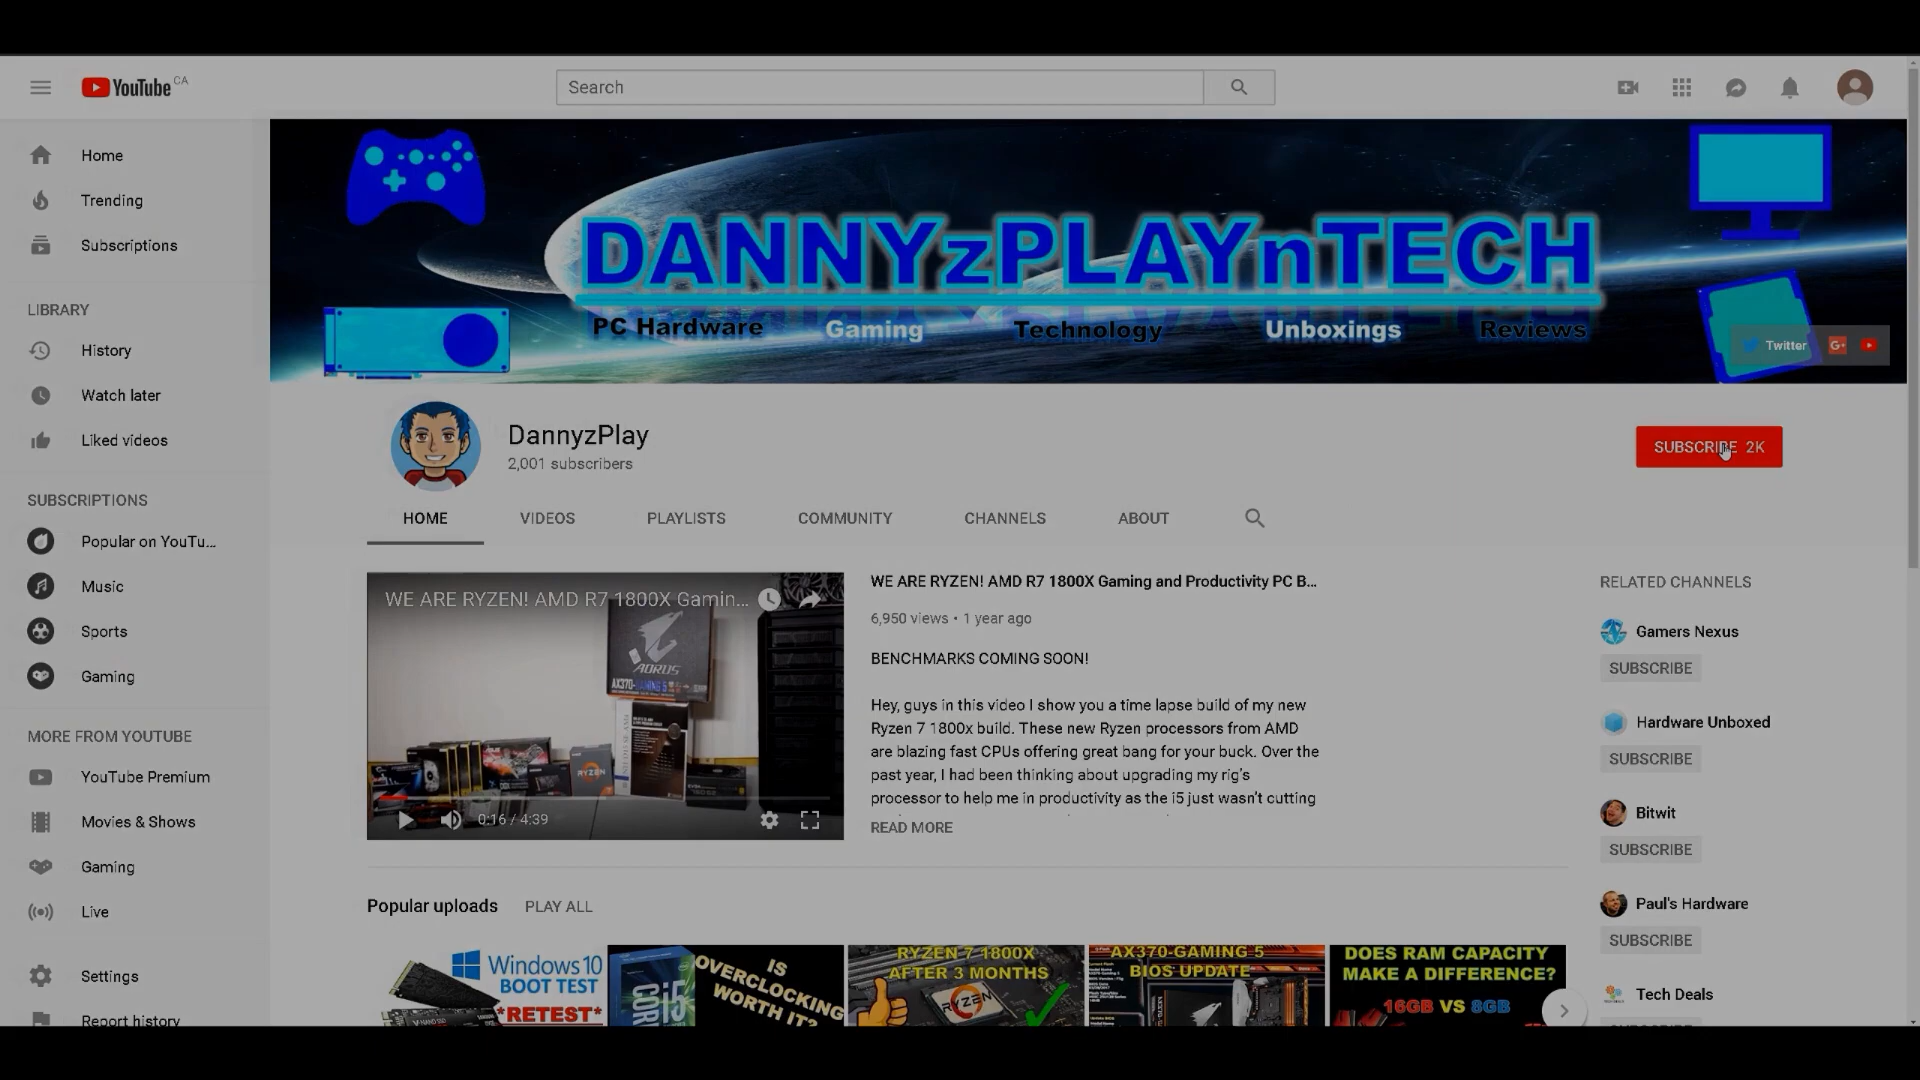 YouTube CA
Search
Home
Trending
Subscriptions
LIBRARY
History
Watch later
Liked videos
SUBSCRIPTIONS
Popular on YouTu...
Music
Sports
Gaming
MORE FROM YOUTUBE
YouTube Premium
Movies & Shows
Gaming
Live
Settings
Report history
DANNYzPLAYnTECH
PC Hardware Gaming Technology Unboxings Reviews
Twitter G+
DannyzPlay
2,001 subscribers
SUBSCRIBE 2K
HOME VIDEOS PLAYLISTS COMMUNITY CHANNELS ABOUT
WE ARE RYZEN! AMD R7 1800X Gamin...
AORUS
AX370-GAMING 5
RYZEN
0:16 / 4:39
WE ARE RYZEN! AMD R7 1800X Gaming and Productivity PC B...
6,950 views • 1 year ago
BENCHMARKS COMING SOON!
Hey, guys in this video I show you a time lapse build of my new
Ryzen 7 1800x build. These new Ryzen processors from AMD
are blazing fast CPUs offering great bang for your buck. Over the
past year, I had been thinking about upgrading my rig's
processor to help me in productivity as the i5 just wasn't cutting
READ MORE
RELATED CHANNELS
Gamers Nexus
SUBSCRIBE
Hardware Unboxed
SUBSCRIBE
Bitwit
SUBSCRIBE
Paul's Hardware
SUBSCRIBE
Tech Deals
SUBSCRIBE
Popular uploads PLAY ALL
Windows 10
BOOT TEST
*RETEST*
CORE i5
IS
OVERCLOCKING
WORTH IT?
RYZEN 7 1800X
AFTER 3 MONTHS
RYZEN
AX370-GAMING 5
BIOS UPDATE
DOES RAM CAPACITY
MAKE A DIFFERENCE?
16GB VS 8GB